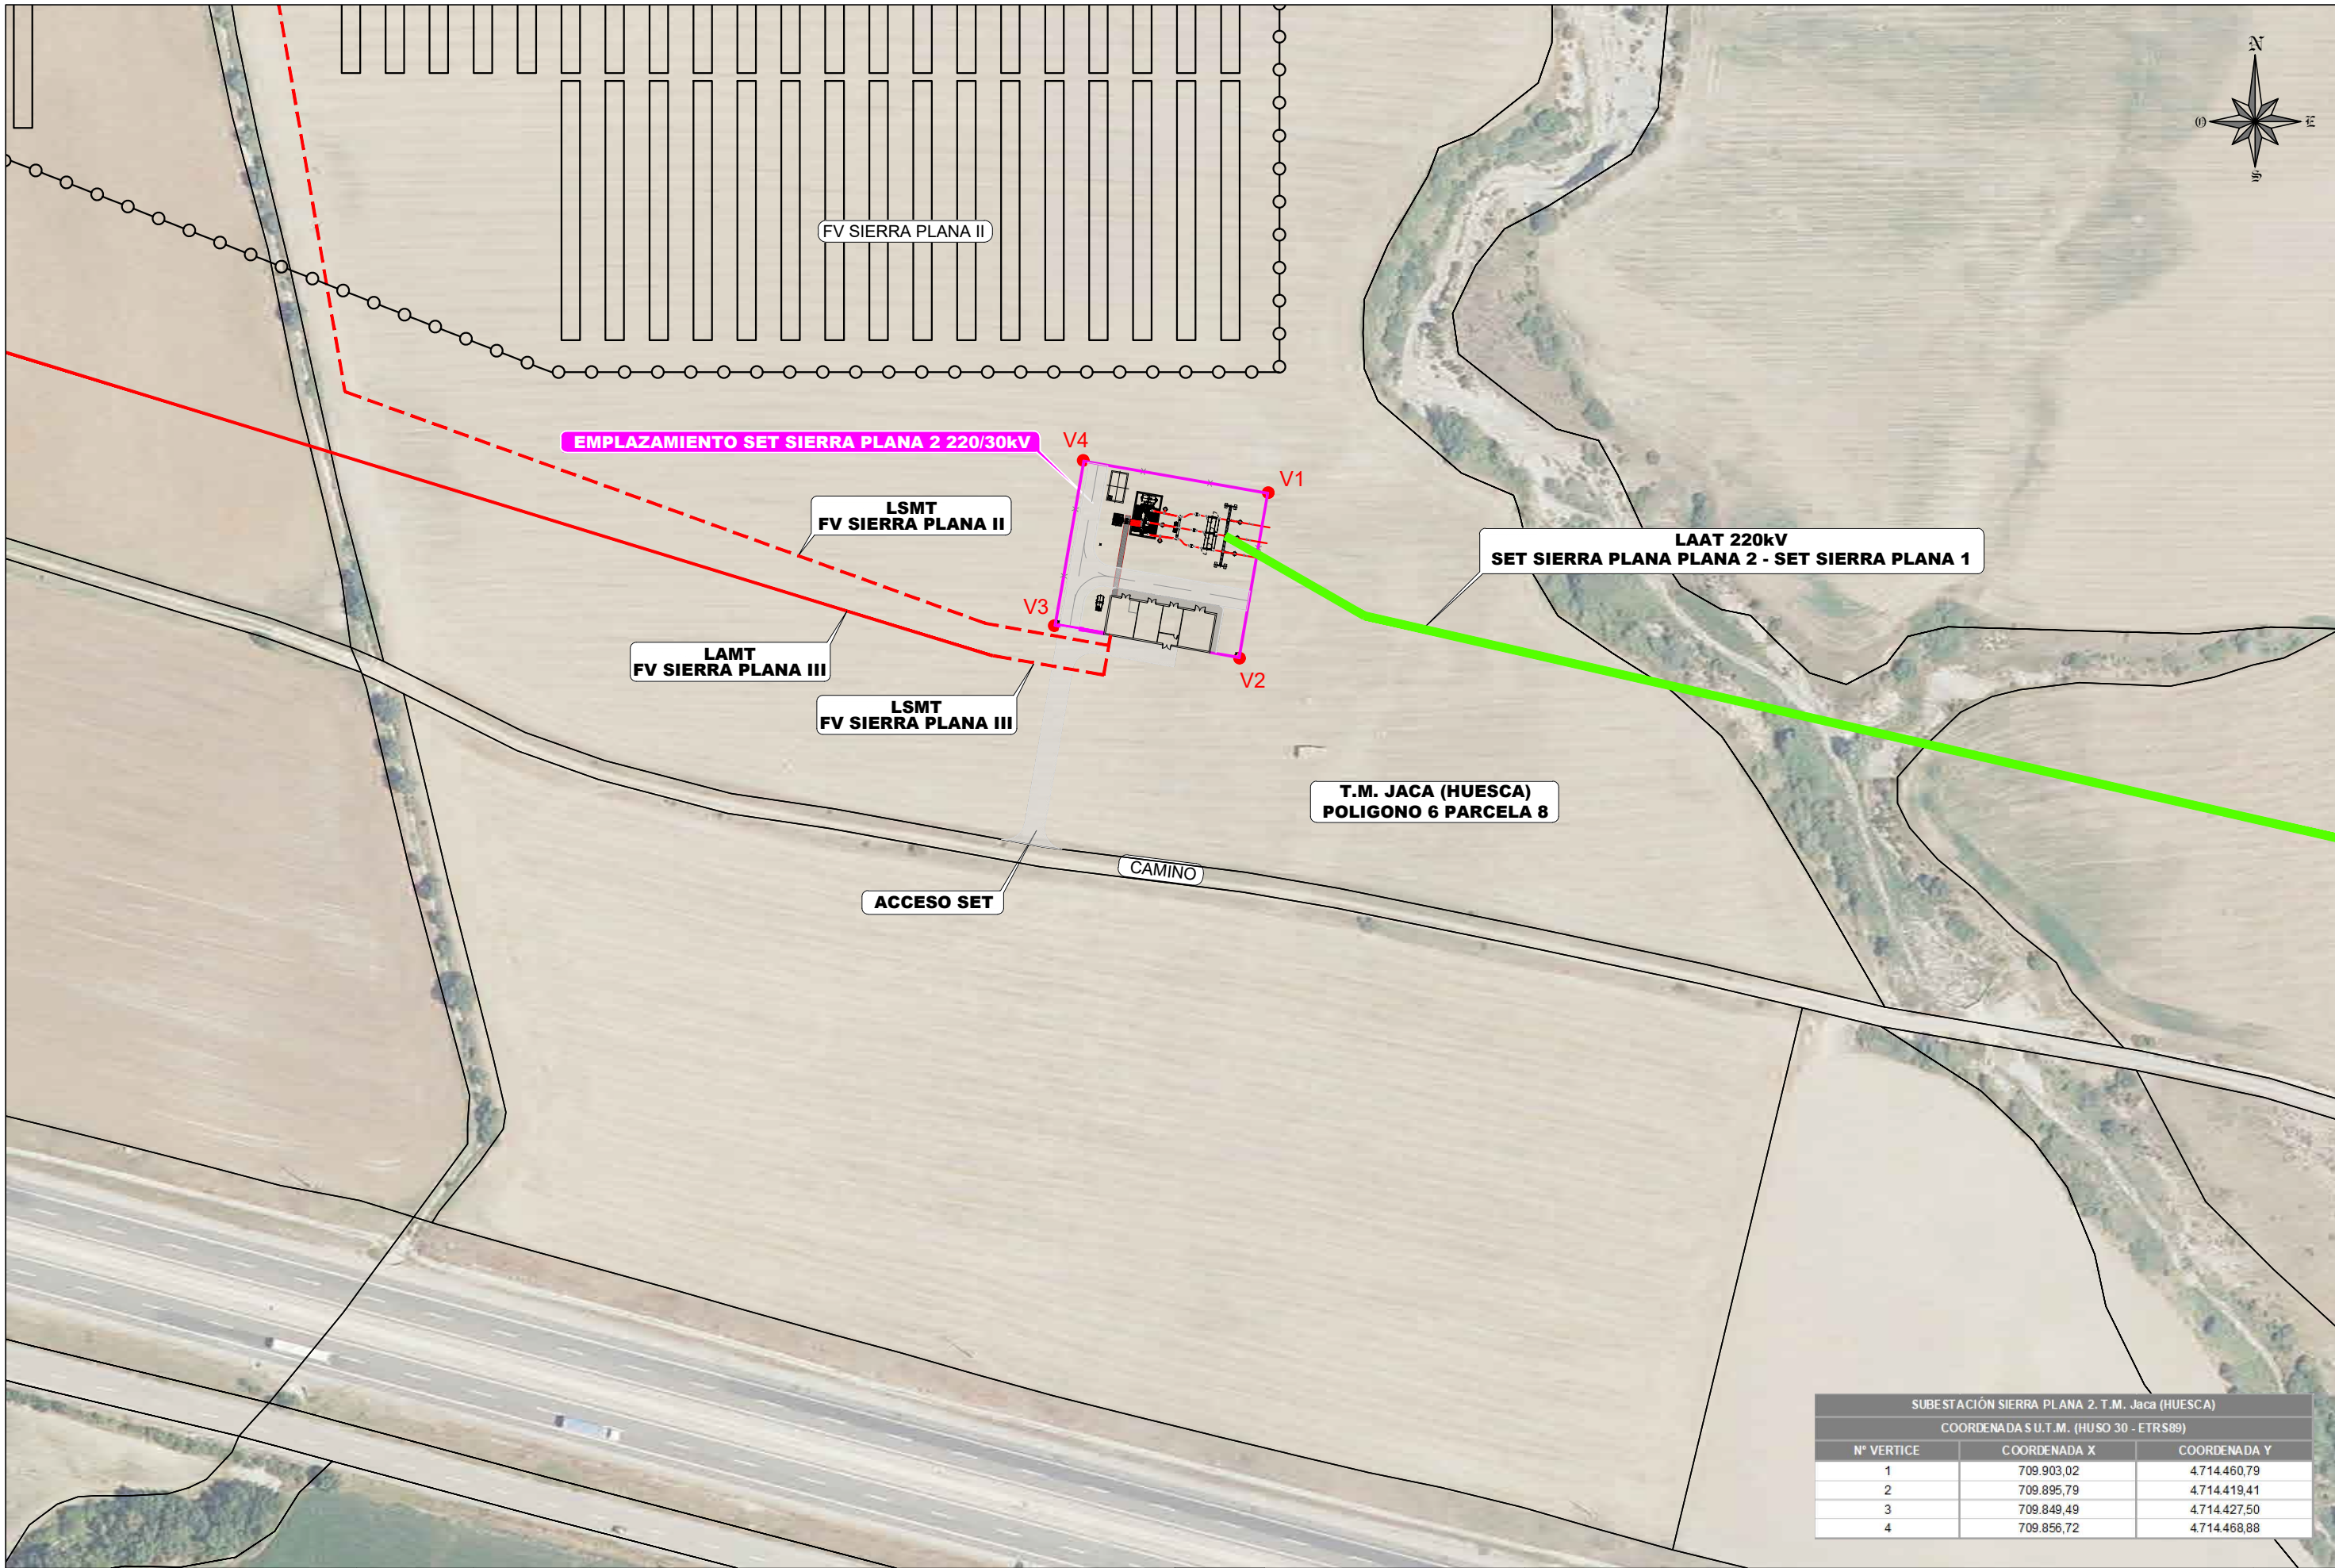 N
O E
S
FV SIERRA PLANA II
EMPLAZAMIENTO SET SIERRA PLANA 2 220/30kV
V4
V1
LSMT
FV SIERRA PLANA II
LAAT 220kV
SET SIERRA PLANA PLANA 2 - SET SIERRA PLANA 1
V3
LAMT
FV SIERRA PLANA III
V2
LSMT
FV SIERRA PLANA III
T.M. JACA (HUESCA)
POLIGONO 6 PARCELA 8
CAMINO
ACCESO SET
SUBESTACIÓN SIERRA PLANA 2. T.M. Jaca (HUESCA)
COORDENADAS U.T.M. (HUSO 30 - ETRS89)
Nº VERTICE COORDENADA X COORDENADA Y
1 709.903,02 4.714.460,79
2 709.895,79 4.714.419,41
3 709.849,49 4.714.427,50
4 709.856,72 4.714.468,88